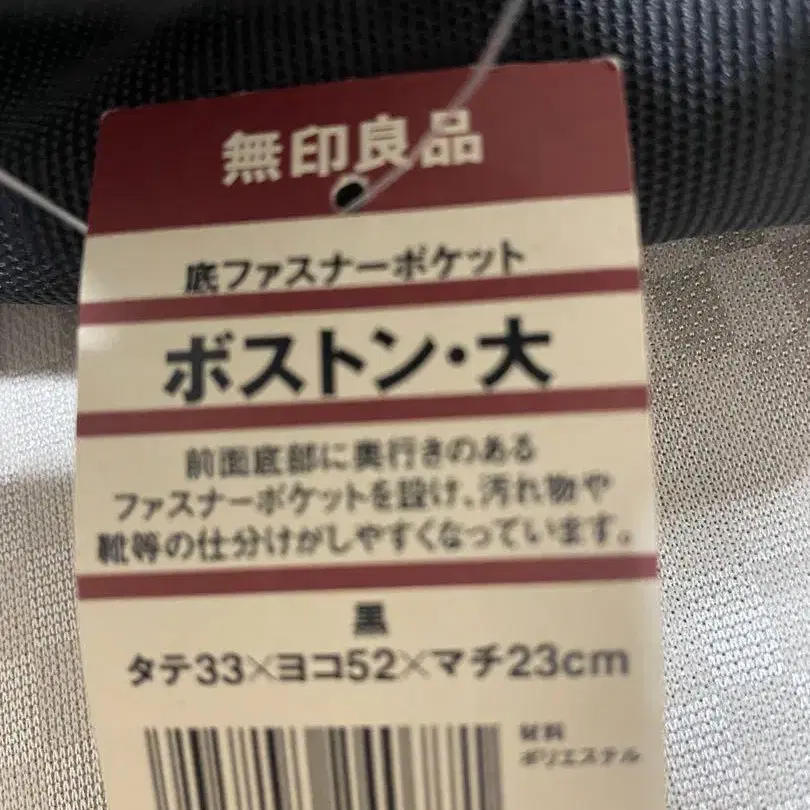 無印良品
底ファスナーポケット
ボストン・大
前面底部に奥行きのある
ファスナーポケットを設け、汚れ物や
靴等の仕分けがしやすくなっています。
黒
タテ33×ヨコ52×マチ23cm
材料
ポリエステル